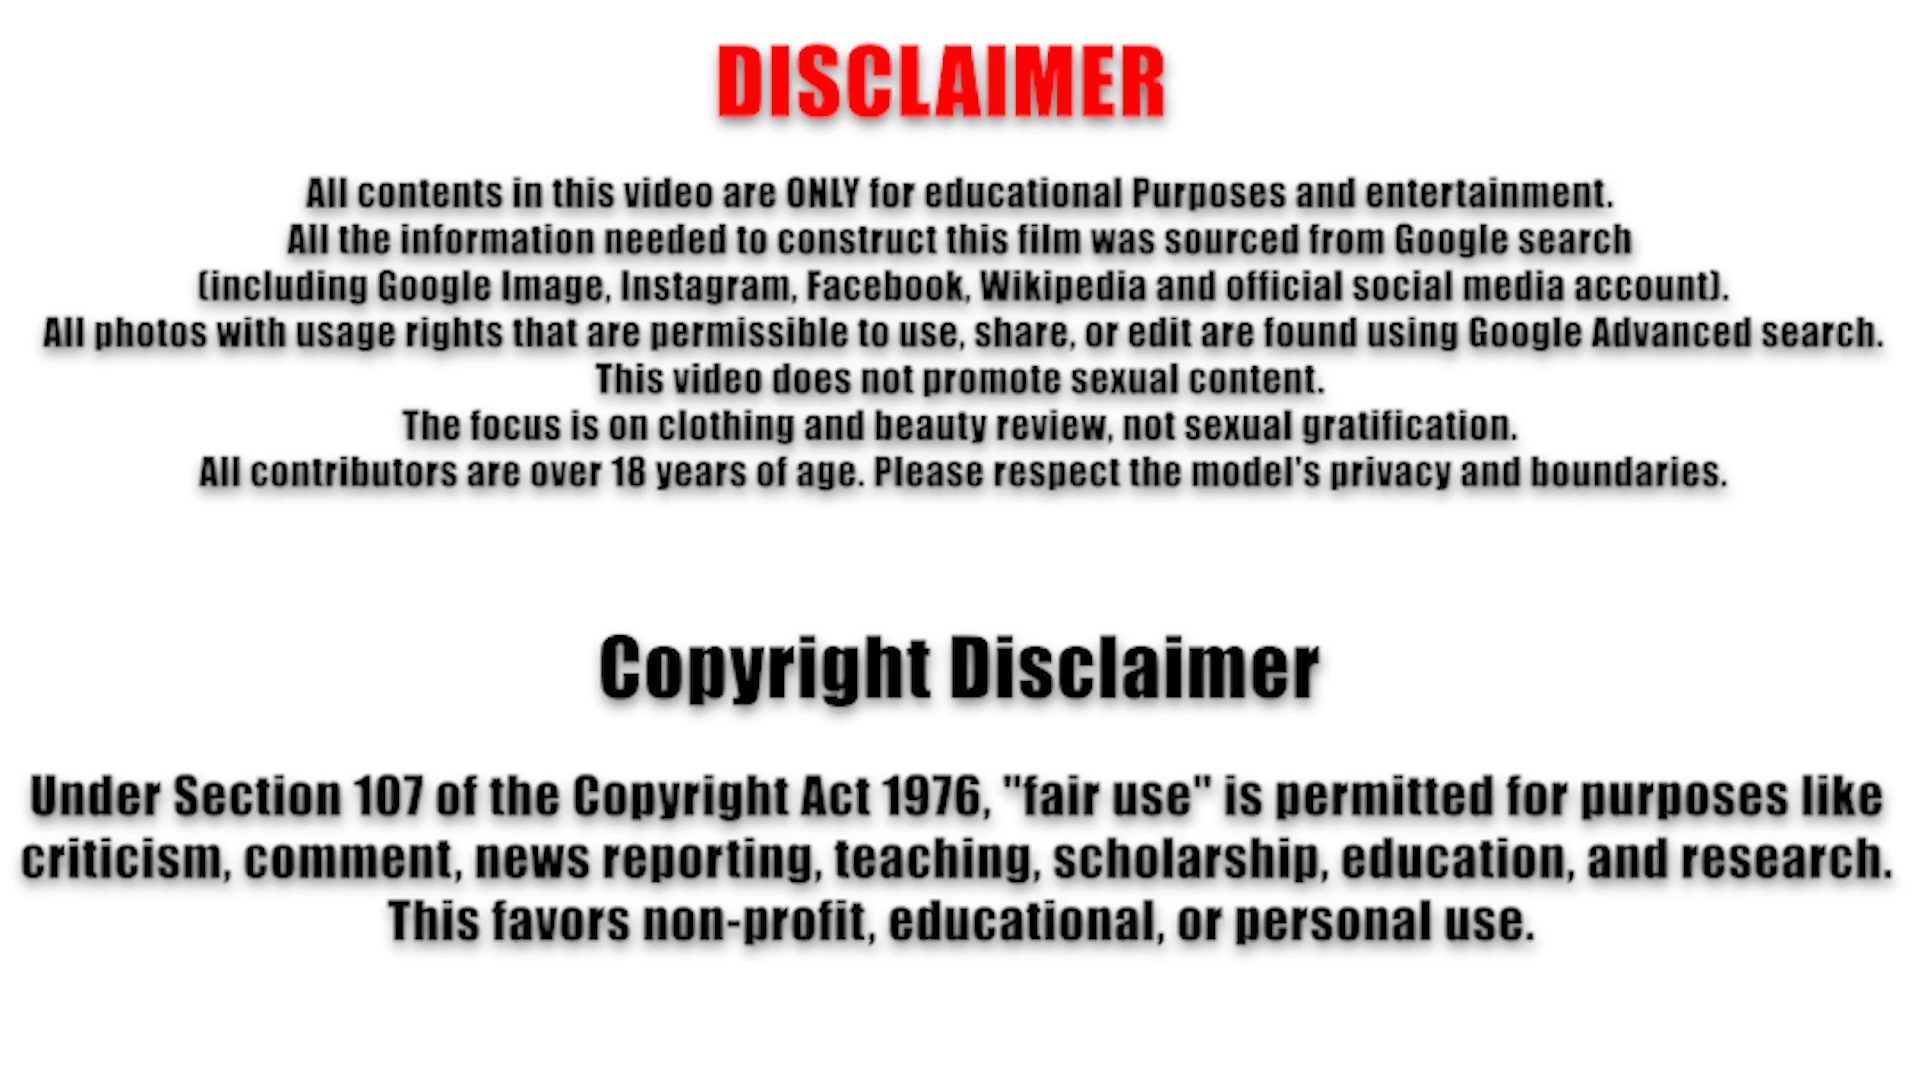 DISCLAIMER
All contents in this video are ONLY for educational Purposes and entertainment.
All the information needed to construct this film was sourced from Google search
(including Google Image, Instagram, Facebook, Wikipedia and official social media account).
All photos with usage rights that are permissible to use, share, or edit are found using Google Advanced search.
This video does not promote sexual content.
The focus is on clothing and beauty review, not sexual gratification.
All contributors are over 18 years of age. Please respect the model's privacy and boundaries.
Copyright Disclaimer
Under Section 107 of the Copyright Act 1976, "fair use" is permitted for purposes like
criticism, comment, news reporting, teaching, scholarship, education, and research.
This favors non-profit, educational, or personal use.